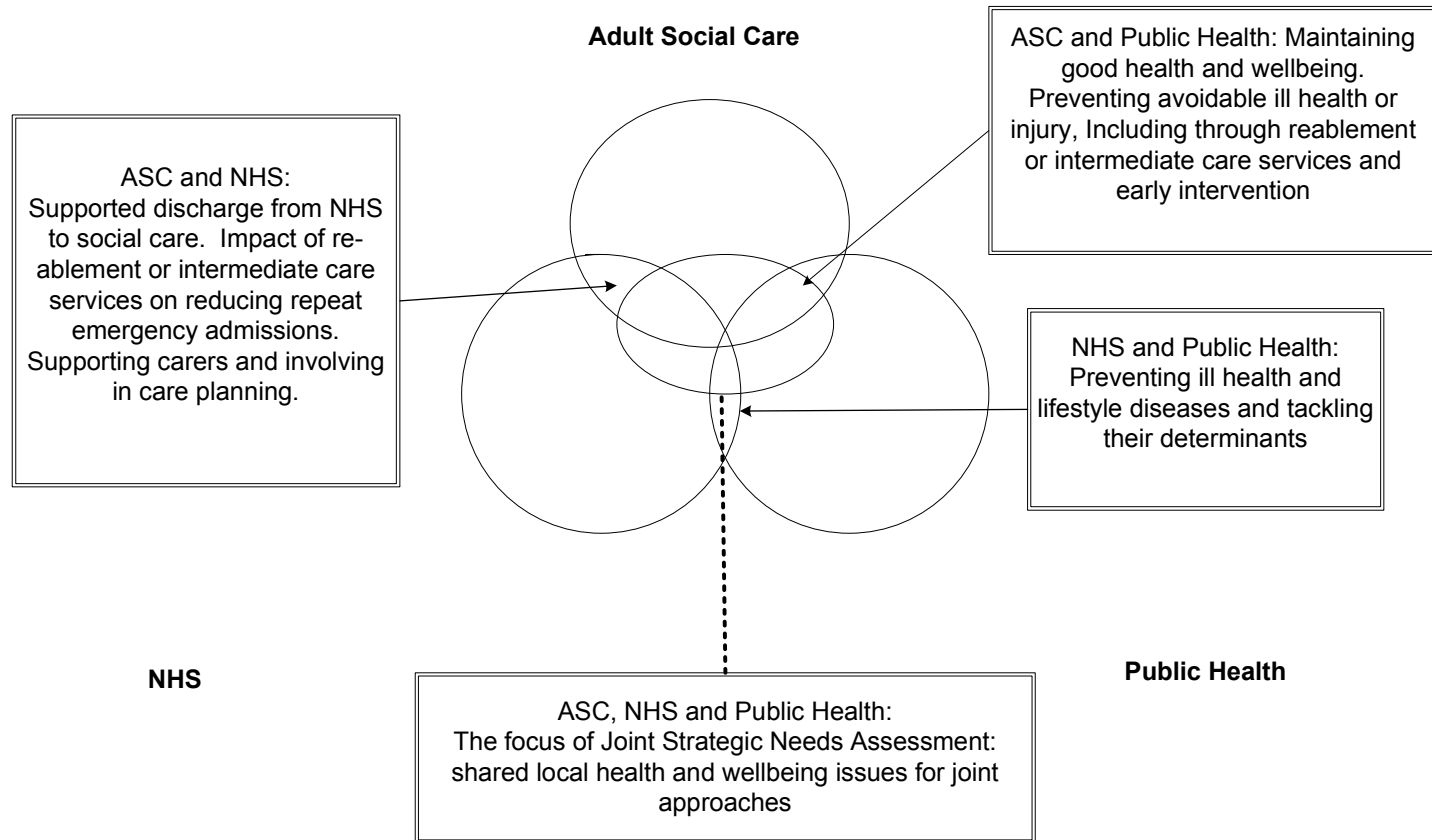 Adult Social Care
ASC and Public Health: Maintaining
good health and wellbeing.
Preventing avoidable ill health or
injury, Including through reablement
or intermediate care services and
early intervention
ASC and NHS:
Supported discharge from NHS
to social care.  Impact of re-
ablement or intermediate care
services on reducing repeat
emergency admissions.
Supporting carers and involving
in care planning.
NHS and Public Health:
Preventing ill health and
lifestyle diseases and tackling
their determinants
NHS
Public Health
ASC, NHS and Public Health:
The focus of Joint Strategic Needs Assessment:
shared local health and wellbeing issues for joint
approaches